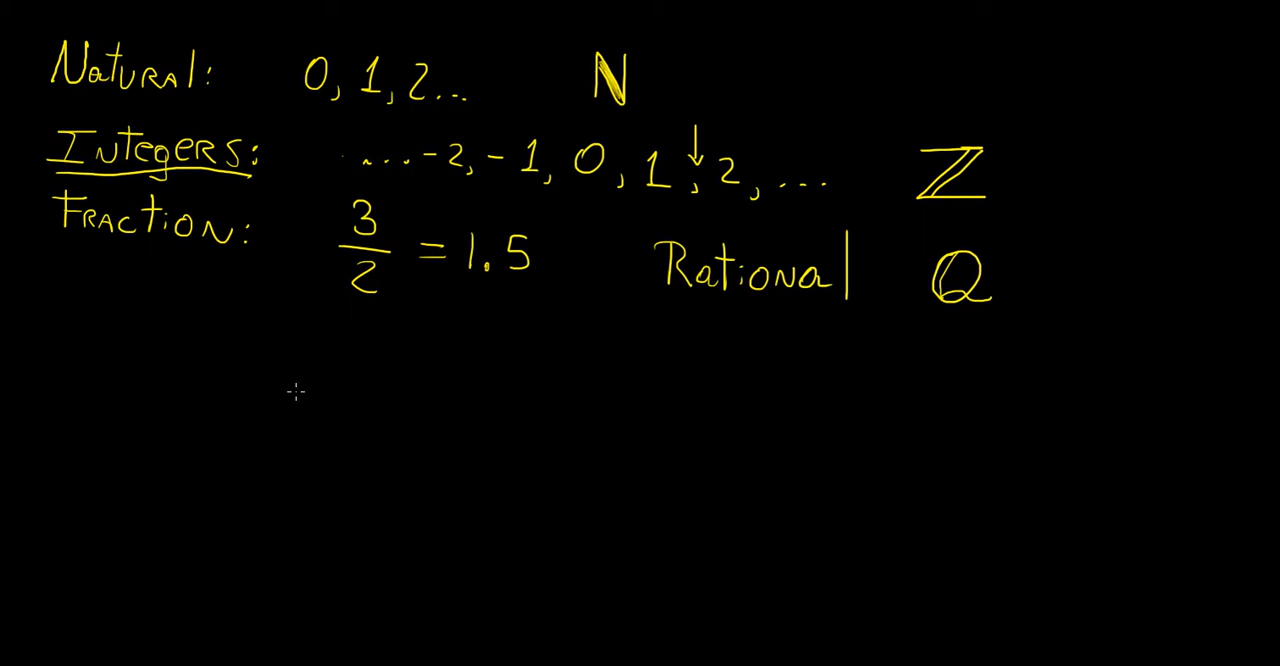 Natural: 0, 1, 2... ℕ
Integers: ....-2, -1, 0, 1, 2, ... ℤ
Fraction: 3/2 = 1.5 Rational ℚ